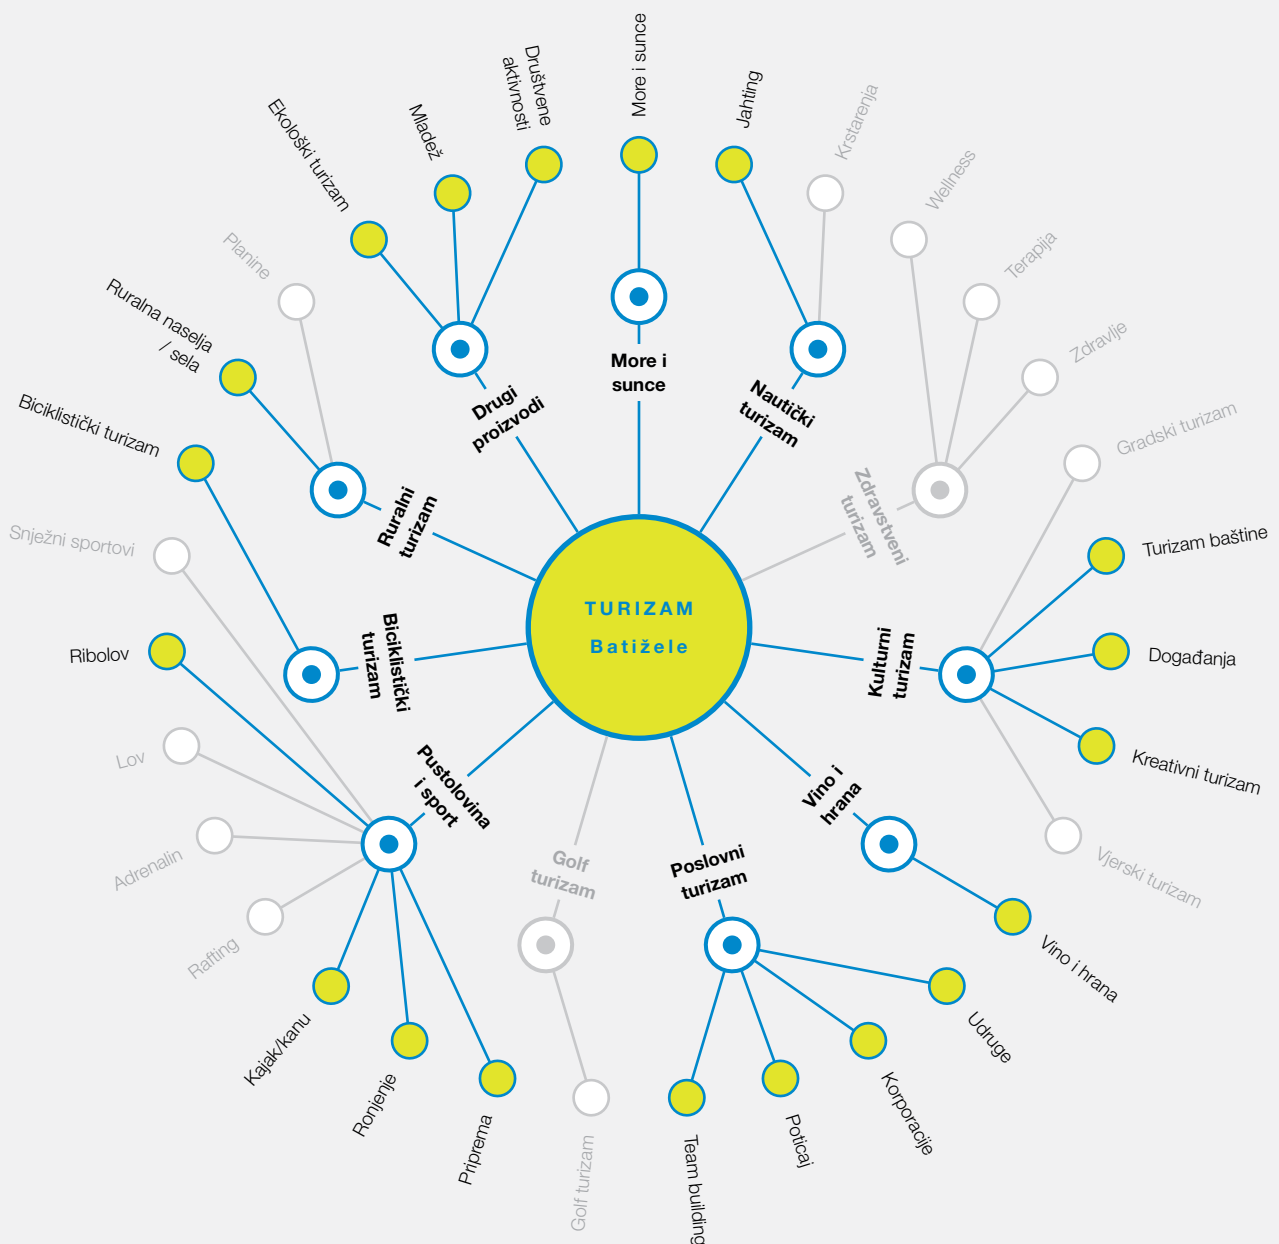 TURIZAM
Batižele
More i
sunce
More i sunce
Nautički
turizam
Jahting
Krstarenja
Zdravstveni
turizam
Wellness
Terapija
Zdravlje
Kulturni
turizam
Gradski turizam
Turizam baštine
Događanja
Kreativni turizam
Vjerski turizam
Vino i
hrana
Vino i hrana
Poslovni
turizam
Udruge
Korporacije
Poticaj
Team building
Golf
turizam
Golf turizam
Pustolovina
i sport
Priprema
Ronjenje
Kajak/kanu
Rafting
Adrenalin
Lov
Ribolov
Snježni sportovi
Biciklistički
turizam
Biciklistički turizam
Ruralni
turizam
Ruralna naselja
/ sela
Planine
Drugi
proizvodi
Ekološki turizam
Mladež
Društvene
aktivnosti